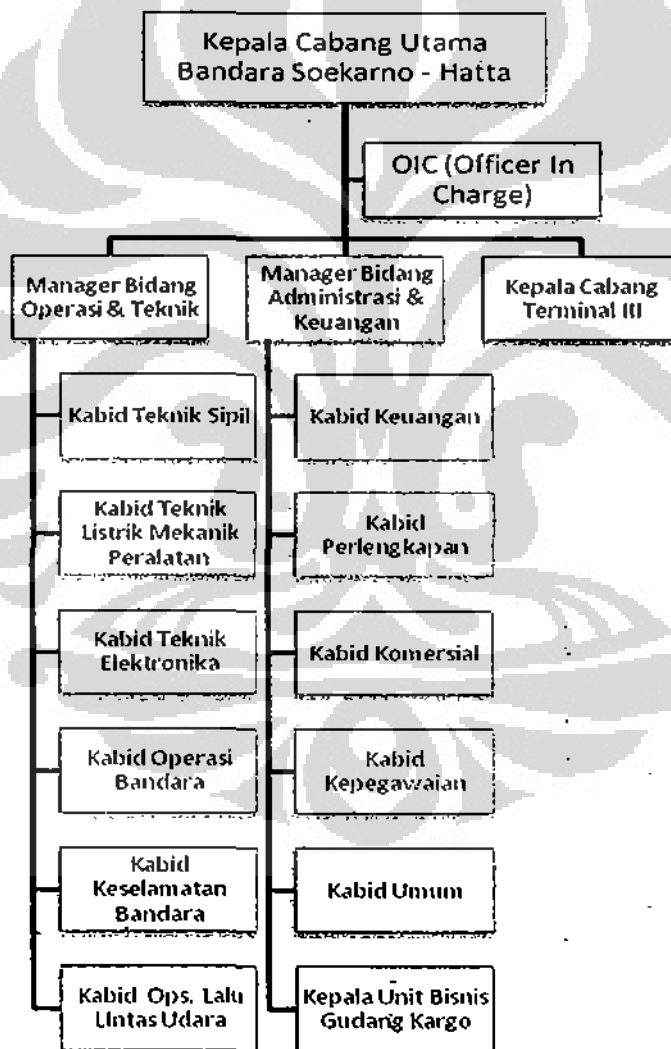 Kepala Cabang Utama
Bandara Soekarno - Hatta
OIC (Officer In
Charge)
Manager Bidang
Operasi & Teknik
Manager Bidang
Administrasi &
Keuangan
Kepala Cabang
Terminal III
Kabid Teknik Sipil
Kabid Teknik
Listrik Mekanik
Peralatan
Kabid Teknik
Elektronika
Kabid Operasi
Bandara
Kabid
Keselamatan
Bandara
Kabid Ops. Lalu
Lintas Udara
Kabid Keuangan
Kabid
Perlengkapan
Kabid Komersial
Kabid
Kepegawaian
Kabid Umum
Kepala Unit Bisnis
Gudang Kargo